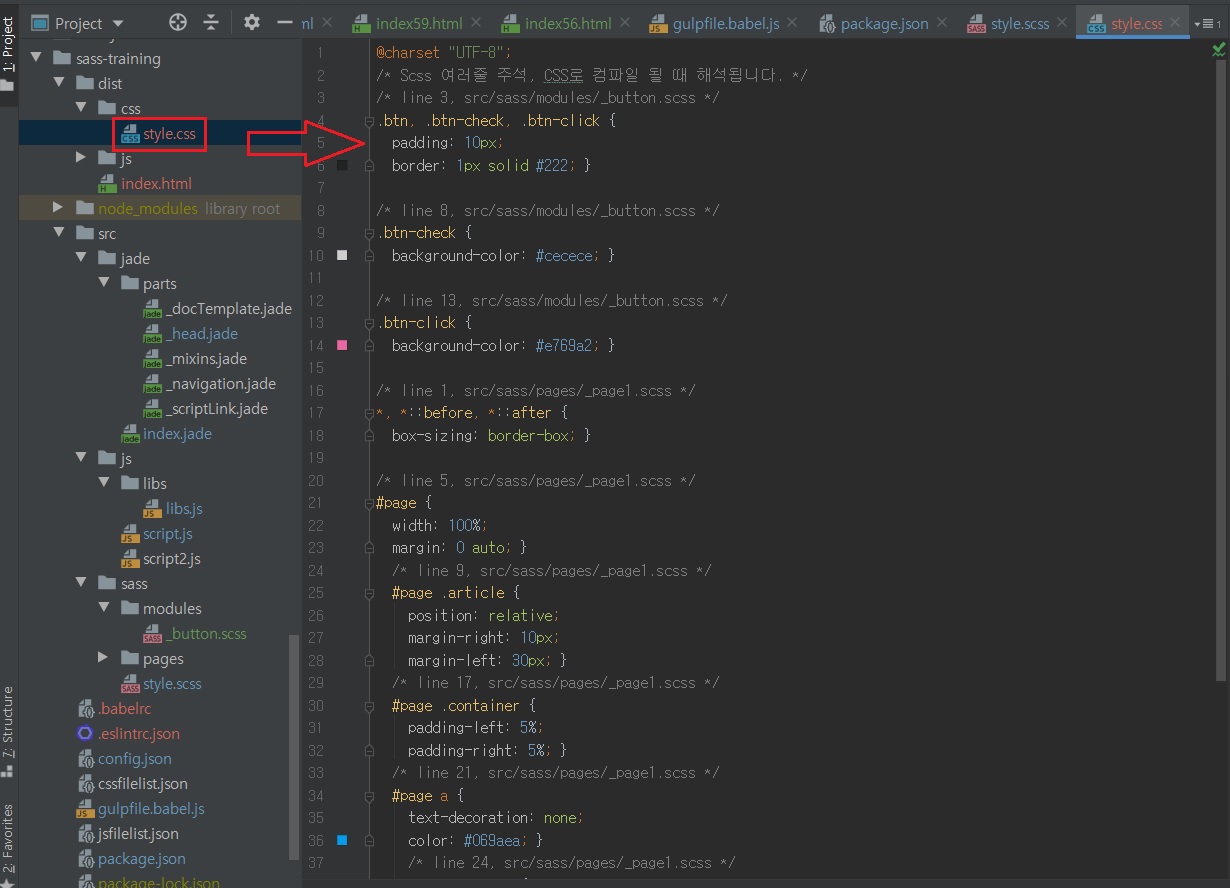 Project
ml
index59.html
index56.html
gulpfile.babel.js
package.json
style.scss
style.css
1
1: Project
7: Structure
2: Favorites
sass-training
dist
css
style.css
js
index.html
node_modules library root
src
jade
parts
_docTemplate.jade
_head.jade
_mixins.jade
_navigation.jade
_scriptLink.jade
index.jade
js
libs
libs.js
script.js
script2.js
sass
modules
_button.scss
pages
style.scss
.babelrc
.eslintrc.json
config.json
cssfilelist.json
gulpfile.babel.js
jsfilelist.json
package.json
package-lock.json
1 @charset "UTF-8";
2 /* Scss 여러줄 주석, CSS로 컴파일 될 때 해석됩니다. */
3 /* line 3, src/sass/modules/_button.scss */
4 .btn, .btn-check, .btn-click {
5   padding: 10px;
6   border: 1px solid #222; }
7
8 /* line 8, src/sass/modules/_button.scss */
9 .btn-check {
10   background-color: #cecece; }
11
12 /* line 13, src/sass/modules/_button.scss */
13 .btn-click {
14   background-color: #e769a2; }
15
16 /* line 1, src/sass/pages/_page1.scss */
17 *, *::before, *::after {
18   box-sizing: border-box; }
19
20 /* line 5, src/sass/pages/_page1.scss */
21 #page {
22   width: 100%;
23   margin: 0 auto; }
24   /* line 9, src/sass/pages/_page1.scss */
25   #page .article {
26     position: relative;
27     margin-right: 10px;
28     margin-left: 30px; }
29   /* line 17, src/sass/pages/_page1.scss */
30   #page .container {
31     padding-left: 5%;
32     padding-right: 5%; }
33   /* line 21, src/sass/pages/_page1.scss */
34   #page a {
35     text-decoration: none;
36     color: #069aea; }
37     /* line 24, src/sass/pages/_page1.scss */